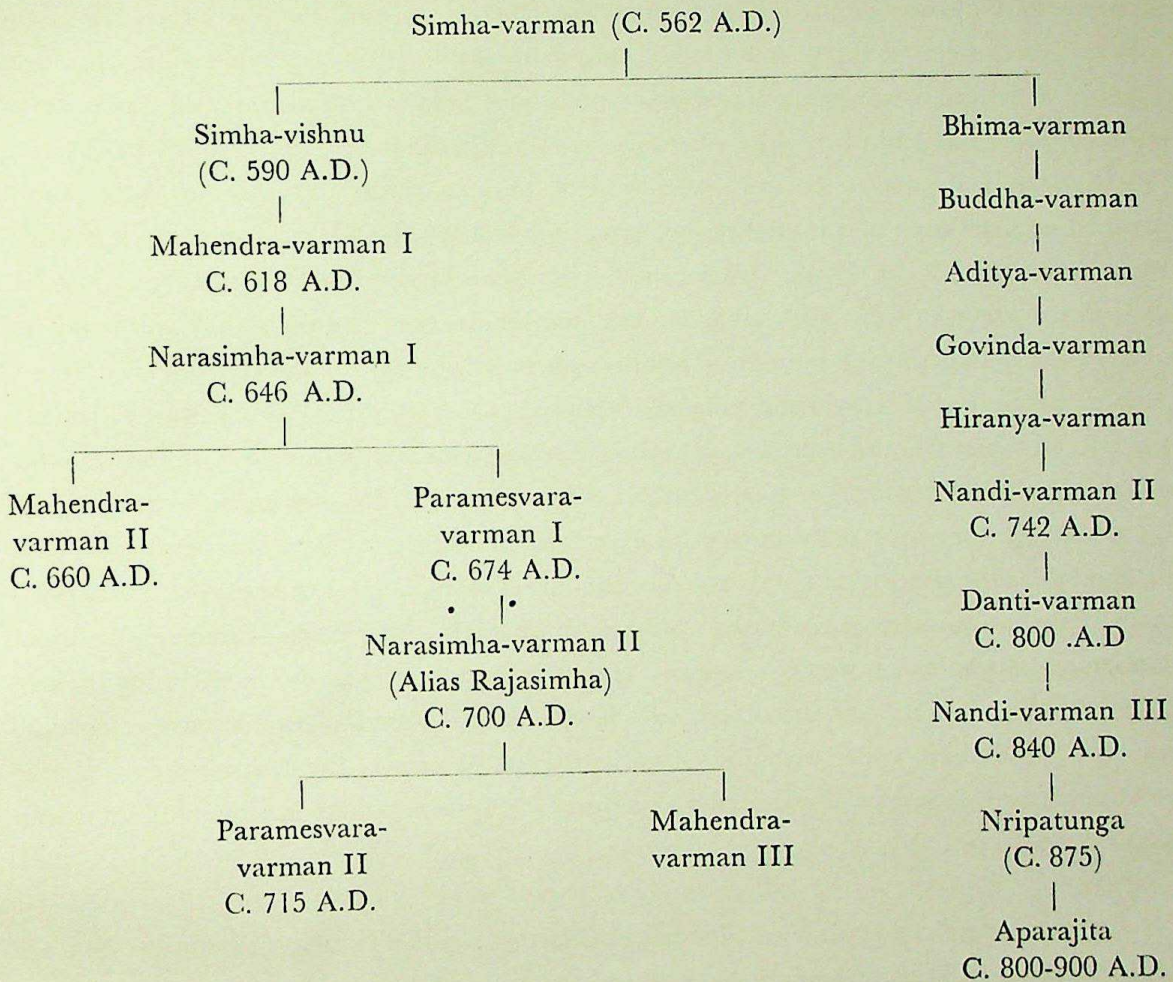 Simha-varman (C. 562 A.D.)
Simha-vishnu
(C. 590 A.D.)
Mahendra-varman I
C. 618 A.D.
Narasimha-varman I
C. 646 A.D.
Mahendra-
varman II
C. 660 A.D.
Paramesvara-
varman I
C. 674 A.D.
Narasimha-varman II
(Alias Rajasimha)
C. 700 A.D.
Paramesvara-
varman II
C. 715 A.D.
Mahendra-
varman III
Bhima-varman
Buddha-varman
Aditya-varman
Govinda-varman
Hiranya-varman
Nandi-varman II
C. 742 A.D.
Danti-varman
C. 800 .A.D
Nandi-varman III
C. 840 A.D.
Nripatunga
(C. 875)
Aparajita
C. 800-900 A.D.